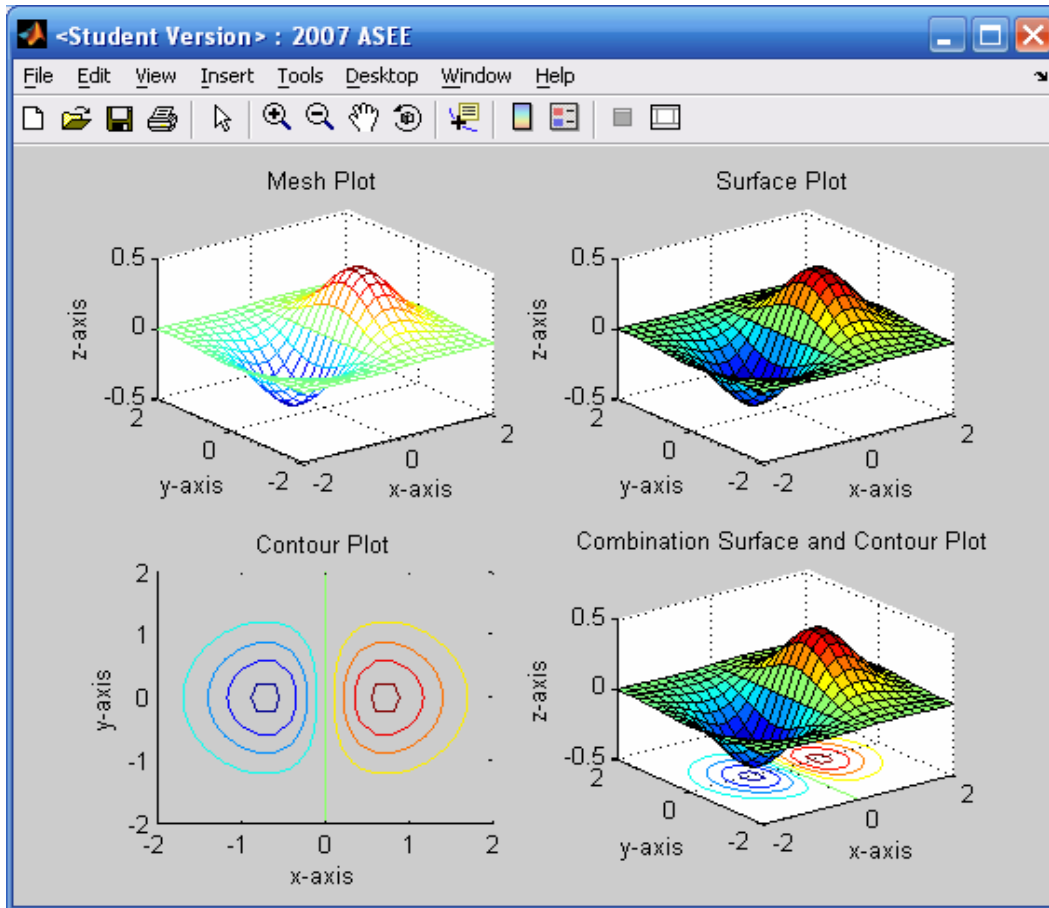 <Student Version> : 2007 ASEE
File Edit View Insert Tools Desktop Window Help
Mesh Plot
0.5
0
-0.5
z-axis
2
0
-2
y-axis
-2
0
2
x-axis
Surface Plot
0.5
0
-0.5
z-axis
2
0
-2
y-axis
-2
0
2
x-axis
Contour Plot
2
1
0
-1
-2
y-axis
-2
-1
0
1
2
x-axis
Combination Surface and Contour Plot
0.5
0
-0.5
z-axis
2
0
-2
y-axis
-2
0
2
x-axis